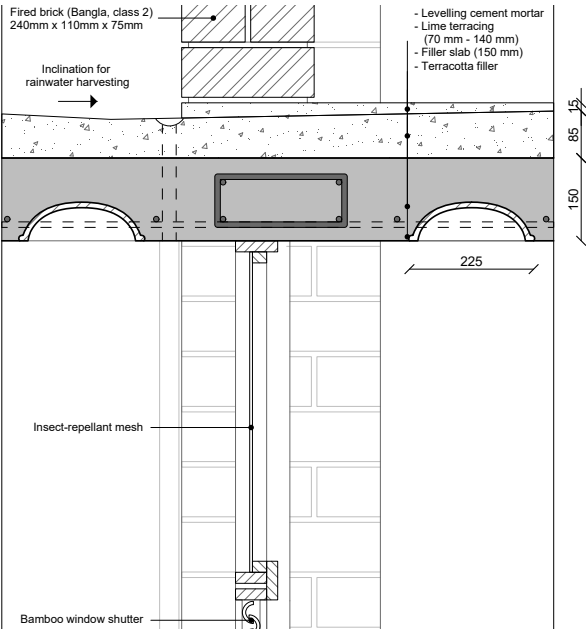 Fired brick (Bangla, class 2)
240mm x 110mm x 75mm
- Levelling cement mortar
- Lime terracing
(70 mm - 140 mm)
- Filler slab (150 mm)
- Terracotta filler
Inclination for
rainwater harvesting
15
85
150
225
Insect-repellant mesh
Bamboo window shutter